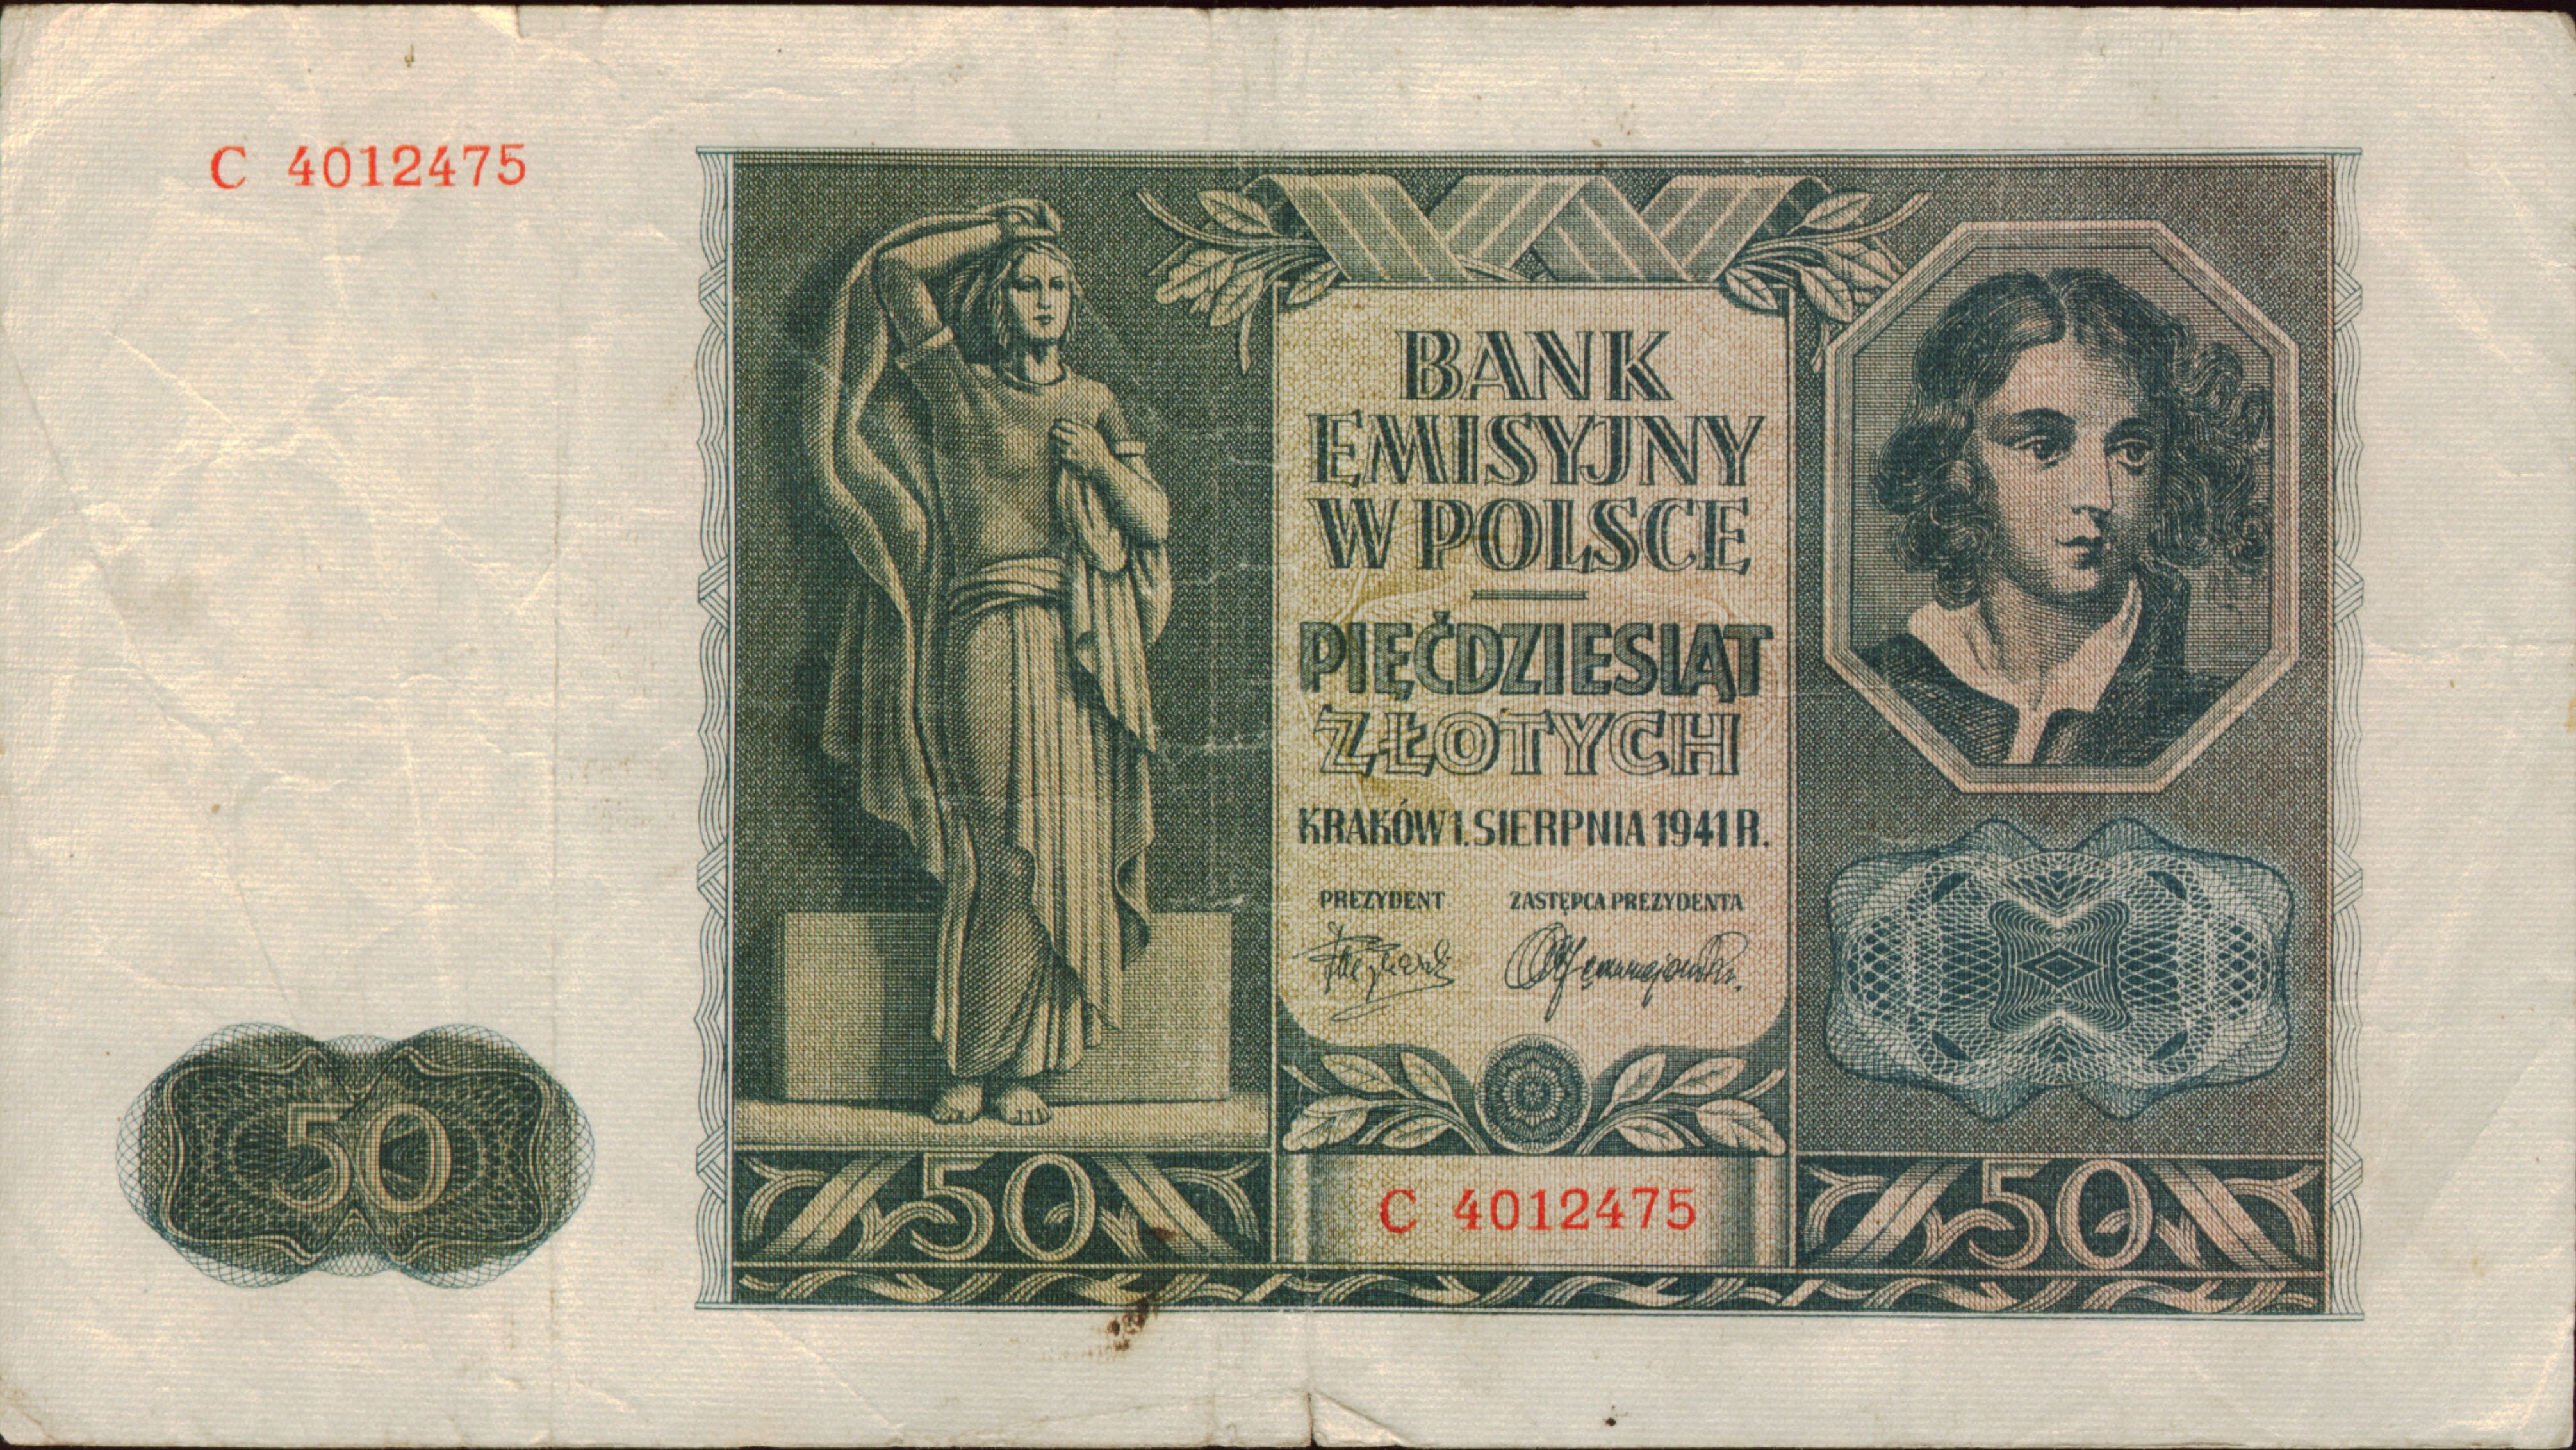 C 4012475
BANK
EMISYJNY
W POLSCE
PIĘĆDZIESIĄT
ZŁOTYCH
KRAKÓW 1. SIERPNIA 1941 R.
PREZYDENT ZASTĘPCA PREZYDENTA
50
50
C 4012475
50